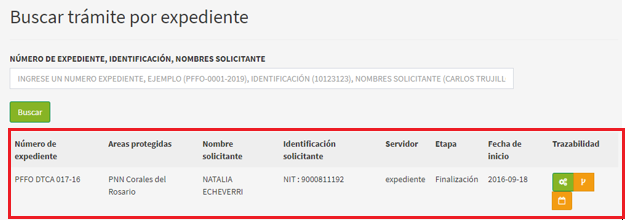 Buscar trámite por expediente
NÚMERO DE EXPEDIENTE, IDENTIFICACIÓN, NOMBRES SOLICITANTE
INGRESE UN NUMERO EXPEDIENTE, EJEMPLO (PFFO-0001-2019), IDENTIFICACIÓN (10123123), NOMBRES SOLICITANTE (CARLOS TRUJILL
Buscar
Número de expediente Areas protegidas Nombre solicitante Identificación solicitante Servidor Etapa Fecha de inicio Trazabilidad
PFFO DTCA 017-16 PNN Corales del Rosario NATALIA ECHEVERRI NIT : 9000811192 expediente Finalización 2016-09-18